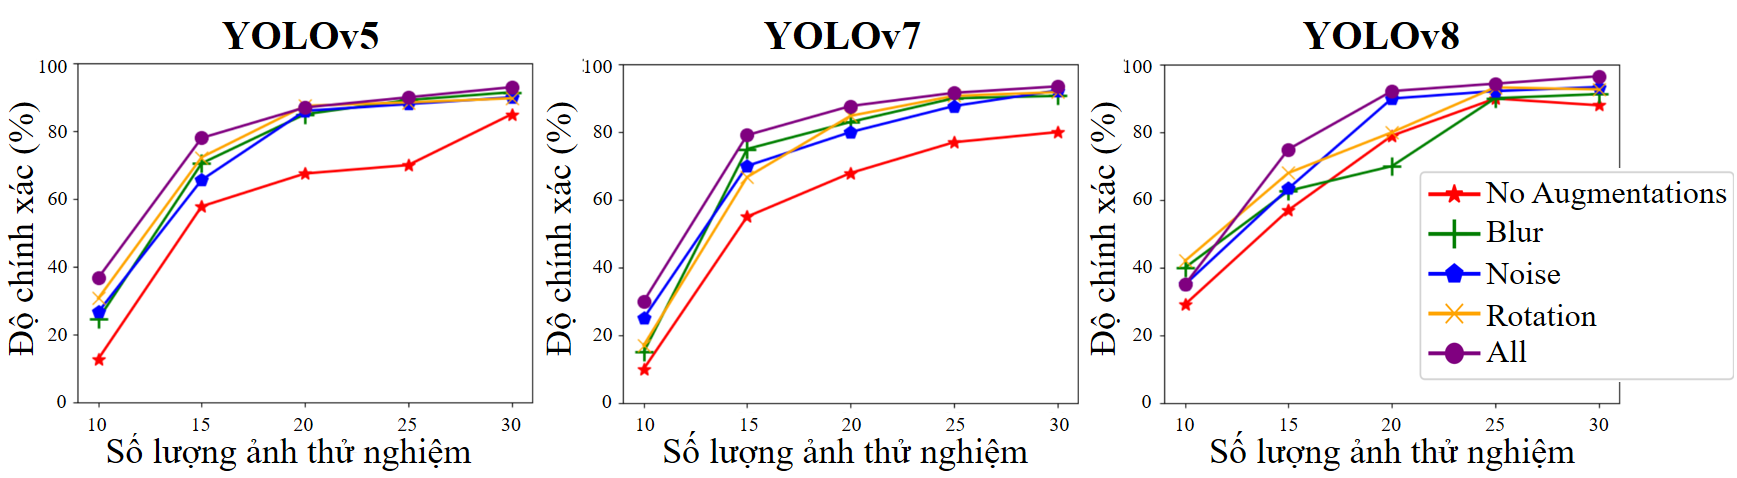 YOLOv5
100
80
60
40
20
0
10 15 20 25 30
Độ chính xác (%)
Số lượng ảnh thử nghiệm
YOLOv7
100
80
60
40
20
0
10 15 20 25 30
Độ chính xác (%)
Số lượng ảnh thử nghiệm
YOLOv8
100
80
60
40
20
0
10 15 20 25 30
Độ chính xác (%)
Số lượng ảnh thử nghiệm
No Augmentations
Blur
Noise
Rotation
All